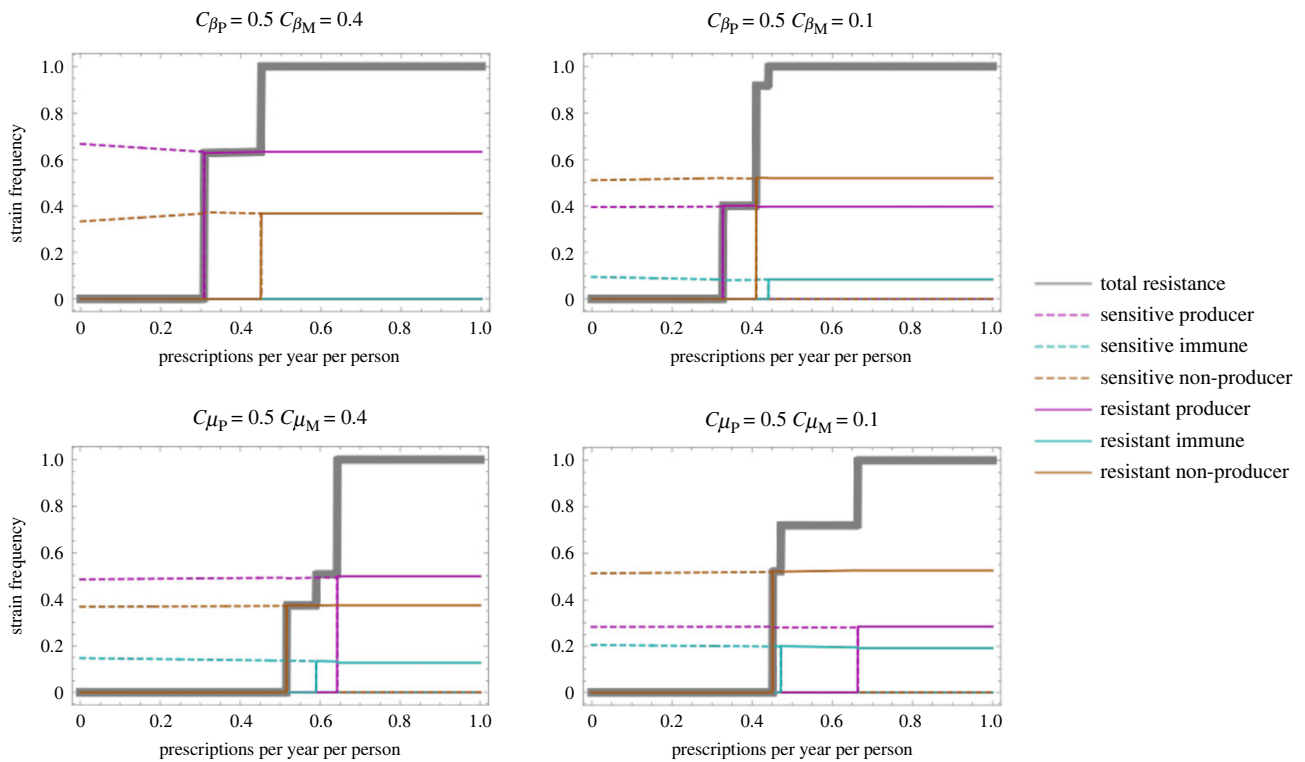 CβP = 0.5 CβM = 0.4
CβP = 0.5 CβM = 0.1
1.0
0.8
0.6
0.4
0.2
0
strain frequency
0 0.2 0.4 0.6 0.8 1.0
prescriptions per year per person
1.0
0.8
0.6
0.4
0.2
0
0 0.2 0.4 0.6 0.8 1.0
prescriptions per year per person
total resistance
sensitive producer
sensitive immune
sensitive non-producer
resistant producer
resistant immune
resistant non-producer
CμP = 0.5 CμM = 0.4
CμP = 0.5 CμM = 0.1
1.0
0.8
0.6
0.4
0.2
0
strain frequency
0 0.2 0.4 0.6 0.8 1.0
prescriptions per year per person
1.0
0.8
0.6
0.4
0.2
0
0 0.2 0.4 0.6 0.8 1.0
prescriptions per year per person